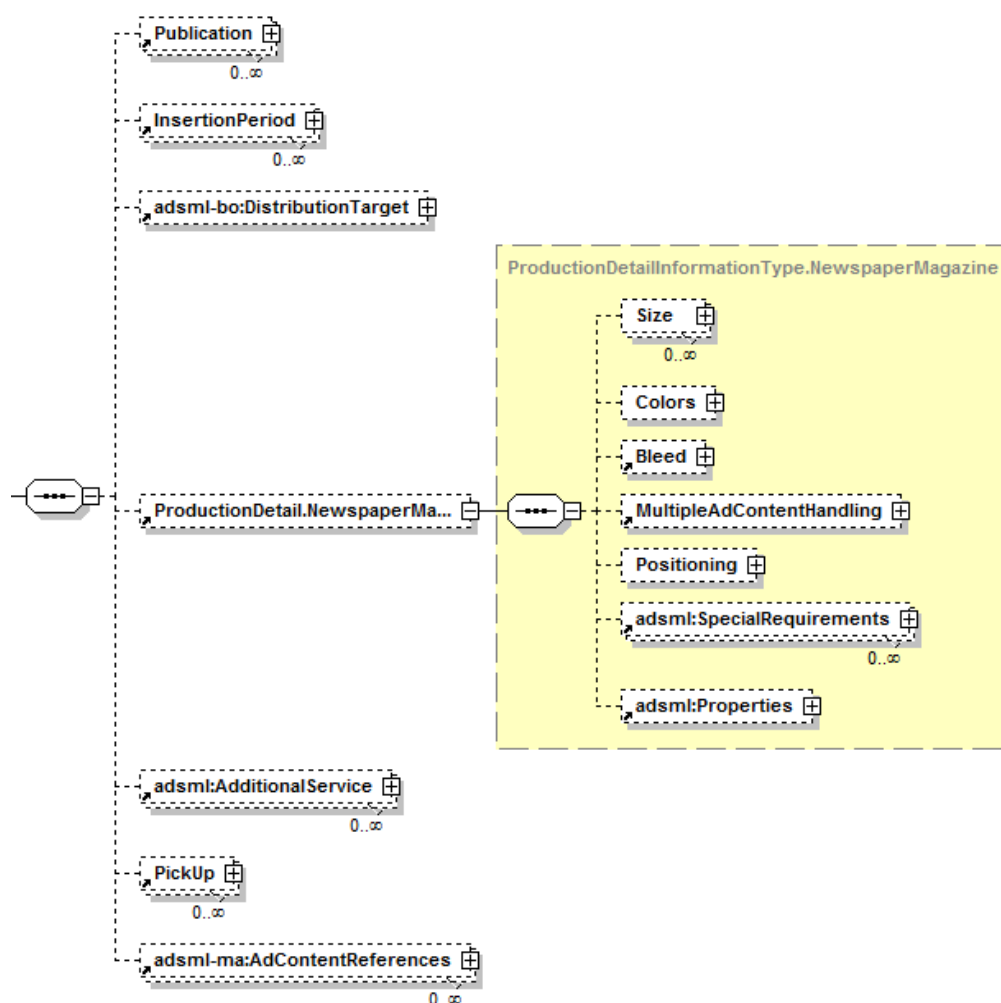 Publication
0..∞
InsertionPeriod
0..∞
adsml-bo:DistributionTarget
ProductionDetailInformationType.NewspaperMagazine
Size
0..∞
Colors
Bleed
ProductionDetail.NewspaperMa...
MultipleAdContentHandling
Positioning
adsml:SpecialRequirements
0..∞
adsml:Properties
adsml:AdditionalService
0..∞
PickUp
0..∞
adsml-ma:AdContentReferences
0..∞